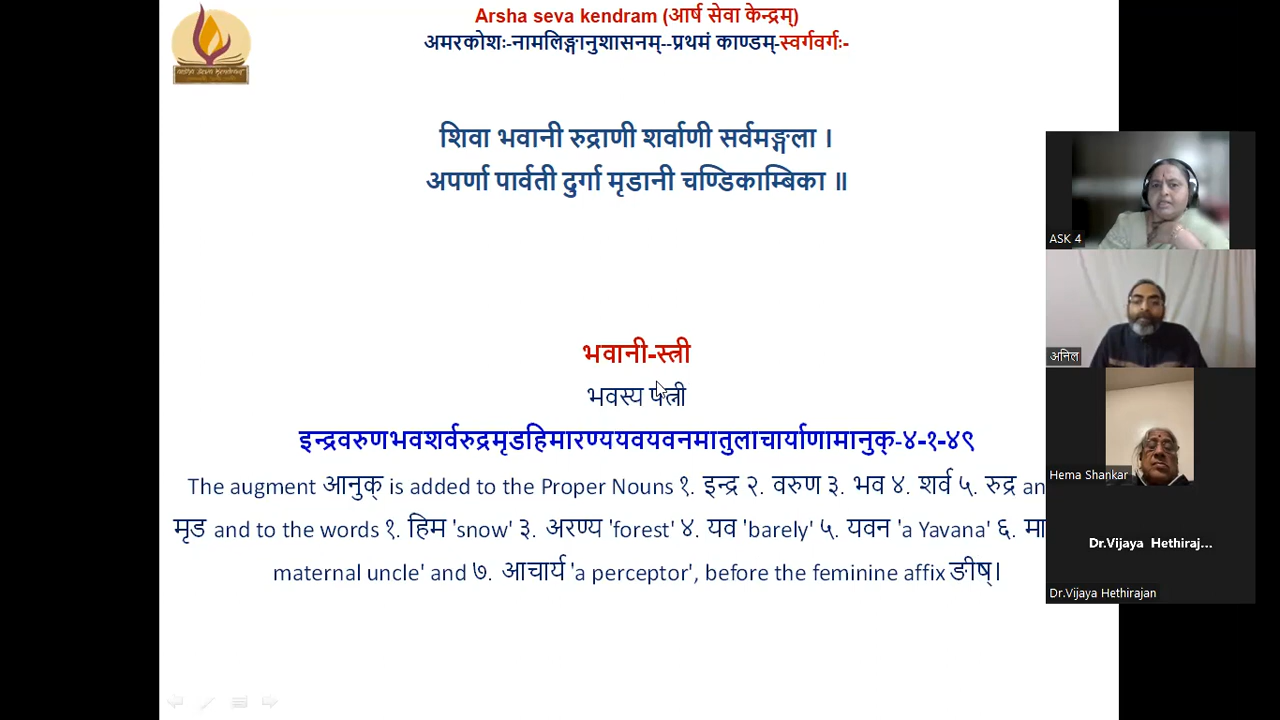 Arsha seva kendram (आर्ष सेवा केन्द्रम्)
अमरकोशः-नामलिङ्गानुशासनम्--प्रथमं काण्डम्-स्वर्गवर्गः-
शिवा भवानी रुद्राणी शर्वाणी सर्वमङ्गला ।
अपर्णा पार्वती दुर्गा मृडानी चण्डिकाम्बिका ॥
भवानी-स्त्री
भवस्य पत्नी
इन्द्रवरुणभवशर्वरुद्रमृडहिमारण्ययवयवनमातुलाचार्याणामानुक्-४-१-४९
The augment आनुक् is added to the Proper Nouns १. इन्द्र २. वरुण ३. भव ४. शर्व ५. रुद्र an
मृड and to the words १. हिम 'snow' ३. अरण्य 'forest' ४. यव 'barely' ५. यवन 'a Yavana' ६. मा
maternal uncle' and ७. आचार्य 'a perceptor', before the feminine affix ङीष्।
ASK 4
अनिल
Hema Shankar
Dr.Vijaya Hethiraj...
Dr.Vijaya Hethirajan